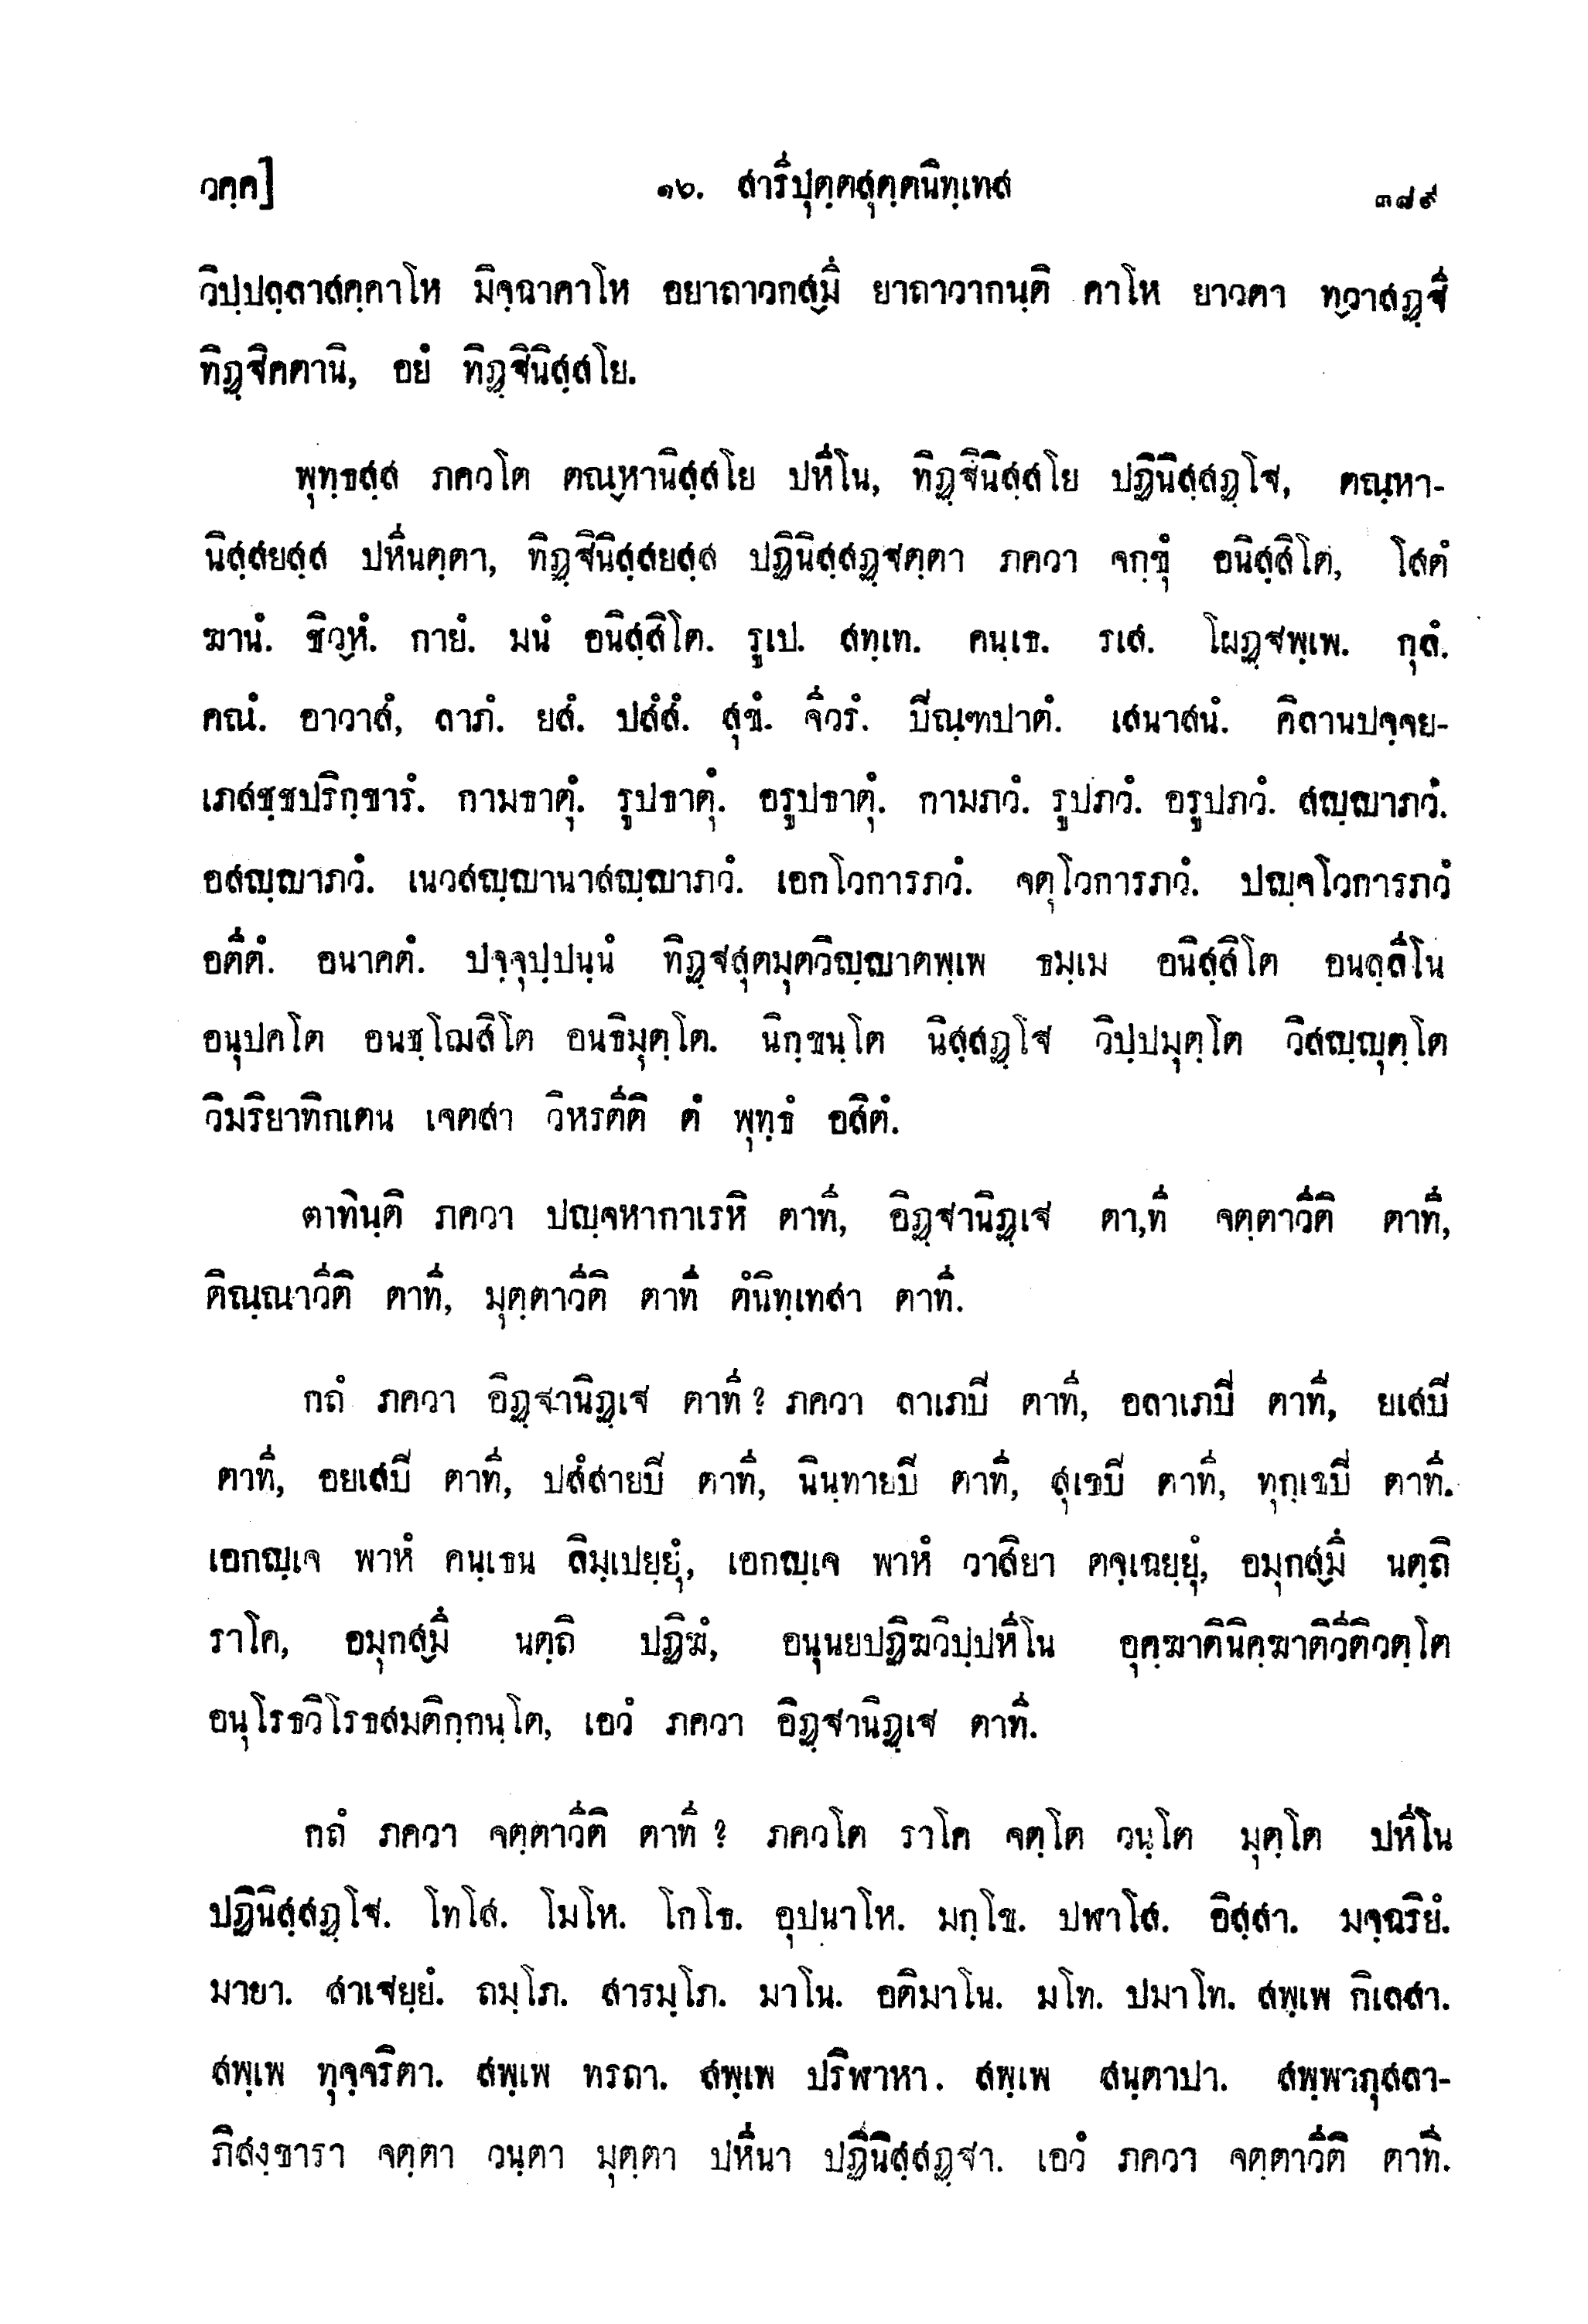 วคฺค] ๑๖. สารีปุตฺตสุตฺตนิทฺเทส ๓๘๙
วิปฺปลฺลาสคฺคาโห มิจฺฉาคาโห อยาถาวกสฺมึ ยาถาวากนฺติ คาโห ยาวตา ทฺวาสฏฺฐี
ทิฏฺฐิคตานิ, อยํ ทิฏฺฐินิสฺสโย.
พุทฺธสฺส ภควโต ตณฺหานิสฺสโย ปหีโน, ทิฏฺฐินิสฺสโย ปฏินิสฺสฏฺโฐ, ตณฺหา-
นิสฺสยสฺส ปหีนตฺตา, ทิฏฺฐินิสฺสยสฺส ปฏินิสฺสฏฺฐตฺตา ภควา จกฺขุํ อนิสฺสิโต, โสตํ
ฆานํ. ชิวฺหํ. กายํ. มนํ อนิสฺสิโต. รูเป. สทฺเท. คนฺเธ. รเส. โผฏฺฐพฺเพ. กุลํ.
คณํ. อาวาสํ, ลาภํ. ยสํ. ปสํสํ. สุขํ. จีวรํ. ปิณฺฑปาตํ. เสนาสนํ. คิลานปจฺจย-
เภสชฺชปริกฺขารํ. กามธาตุํ. รูปธาตุํ. อรูปธาตุํ. กามภวํ. รูปภวํ. อรูปภวํ. สญฺญาภวํ.
อสญฺญาภวํ. เนวสญฺญานาสญฺญาภวํ. เอกโวการภวํ. จตุโวการภวํ. ปญฺจโวการภวํ
อตีตํ. อนาคตํ. ปจฺจุปฺปนฺนํ ทิฏฺฐสุตมุตวิญฺญาตพฺเพ ธมฺเม อนิสฺสิโต อนลฺลีโน
อนุปคโต อนชฺโฌสิโต อนธิมุตฺโต. นิกฺขนฺโต นิสฺสฏฺโฐ วิปฺปมุตฺโต วิสญฺญุตฺโต
วิมริยาทิกเตน เจตสา วิหรตีติ ตํ พุทฺธํ อสิตํ.
ตาทินฺติ ภควา ปญฺจหากาเรหิ ตาที, อิฏฺฐานิฏฺเฐ ตา,ที จตฺตาวีติ ตาที,
ติณฺณาวีติ ตาที, มุตฺตาวีติ ตาที ตํนิทฺเทสา ตาที.
กถํ ภควา อิฏฺฐานิฏฺเฐ ตาที? ภควา ลาเภปิ ตาที, อลาเภปิ ตาที, ยเสปิ
ตาที, อยเสปิ ตาที, ปสํสายปิ ตาที, นินฺทายปิ ตาที, สุเขปิ ตาที, ทุกฺเขปิ ตาที.
เอกญฺเจ พาหํ คนฺเธน ลิมฺเปยฺยุํ, เอกญฺเจ พาหํ วาสิยา ตจฺเฉยฺยุํ, อมุกสฺมึ นตฺถิ
ราโค, อมุกสฺมึ นตฺถิ ปฏิฆํ, อนุนยปฏิฆวิปฺปหีโน อุคฺฆาตินิคฺฆาติวีติวตฺโต
อนุโรธวิโรธสมติกฺกนฺโต, เอวํ ภควา อิฏฺฐานิฏฺเฐ ตาที.
กถํ ภควา จตฺตาวีติ ตาที? ภควโต ราโค จตฺโต วนฺโต มุตฺโต ปหีโน
ปฏินิสฺสฏฺโฐ. โทโส. โมโห. โกโธ. อุปนาโห. มกฺโข. ปฬาโส. อิสฺสา. มจฺฉริยํ.
มายา. สาเฐยฺยํ. ถมฺโภ. สารมฺโภ. มาโน. อติมาโน. มโท. ปมาโท. สพฺเพ กิเลสา.
สพฺเพ ทุจฺจริตา. สพฺเพ ทรถา. สพฺเพ ปริฬาหา. สพฺเพ สนฺตาปา. สพฺพากุสลา-
ภิสงฺขารา จตฺตา วนฺตา มุตฺตา ปหีนา ปฏินิสฺสฏฺฐา. เอวํ ภควา จตฺตาวีติ ตาที.